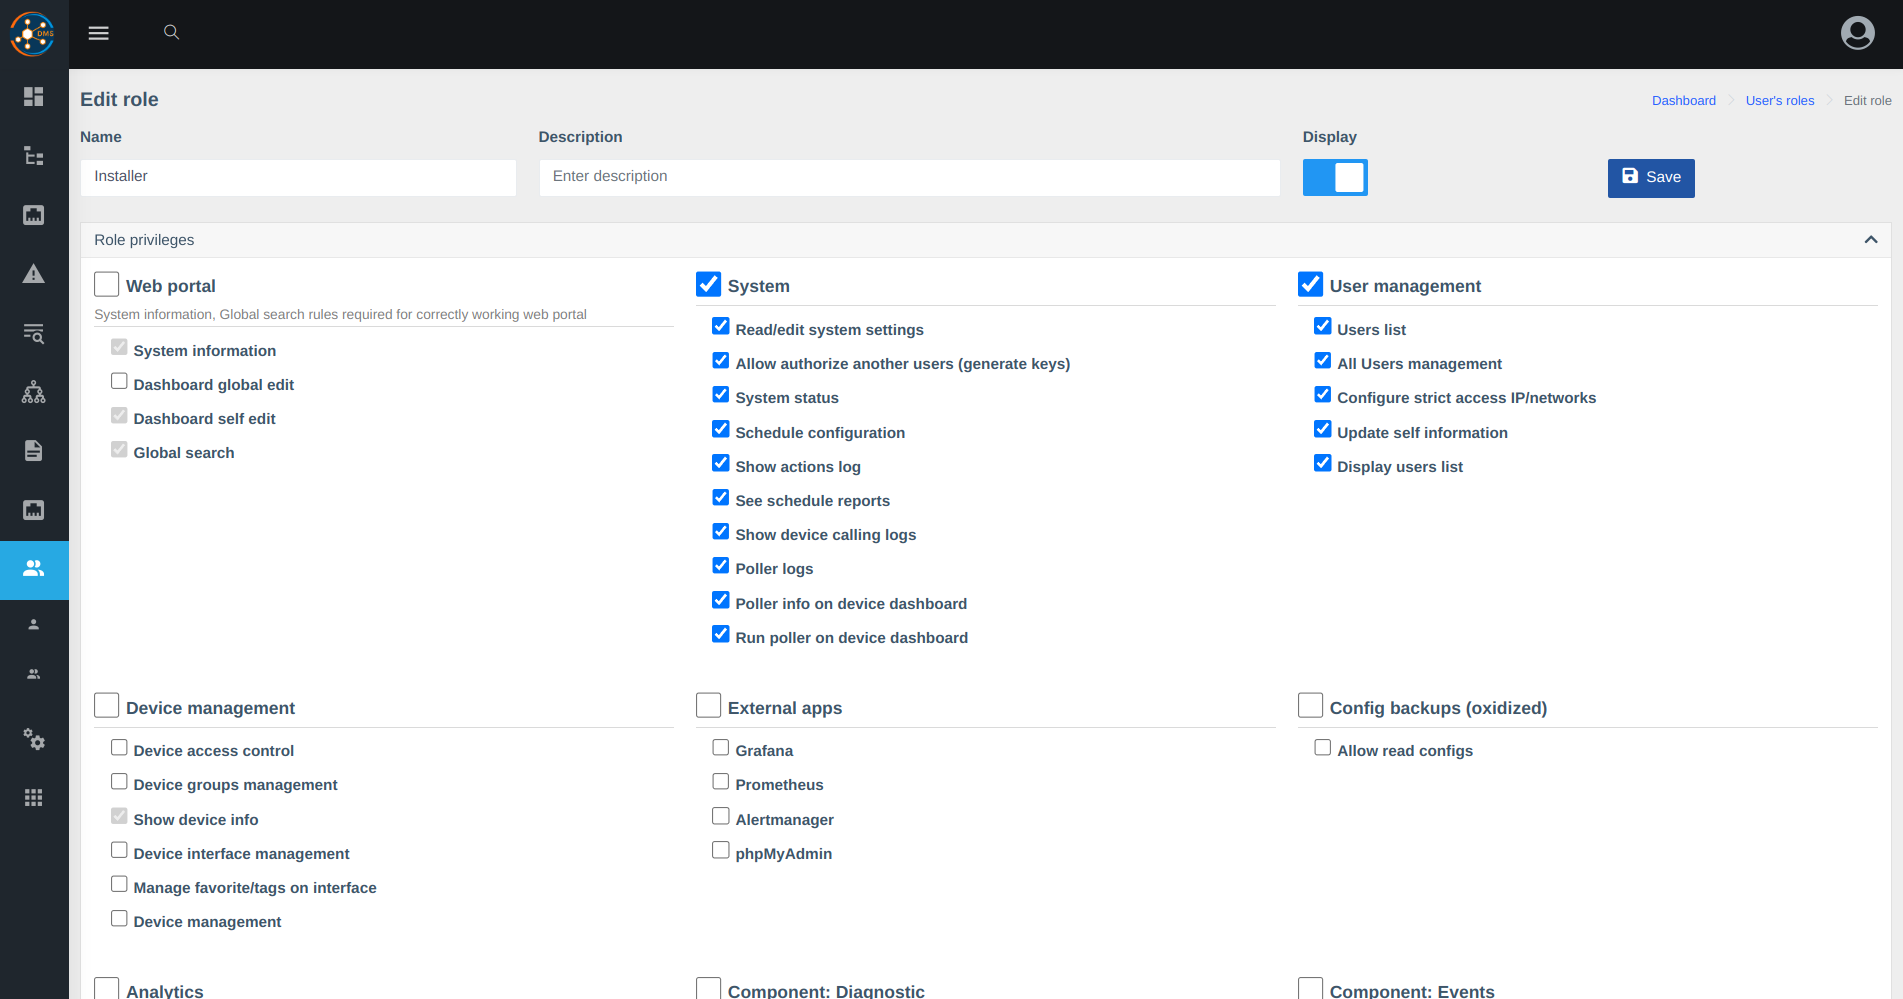 DMS
Edit role
Dashboard
User's roles
Edit role
Name
Description
Display
Installer
Enter description
Save
Role privileges
Web portal
System information, Global search rules required for correctly working web portal
System information
Dashboard global edit
Dashboard self edit
Global search
System
Read/edit system settings
Allow authorize another users (generate keys)
System status
Schedule configuration
Show actions log
See schedule reports
Show device calling logs
Poller logs
Poller info on device dashboard
Run poller on device dashboard
User management
Users list
All Users management
Configure strict access IP/networks
Update self information
Display users list
Device management
Device access control
Device groups management
Show device info
Device interface management
Manage favorite/tags on interface
Device management
External apps
Grafana
Prometheus
Alertmanager
phpMyAdmin
Config backups (oxidized)
Allow read configs
Analytics
Component: Diagnostic
Component: Events